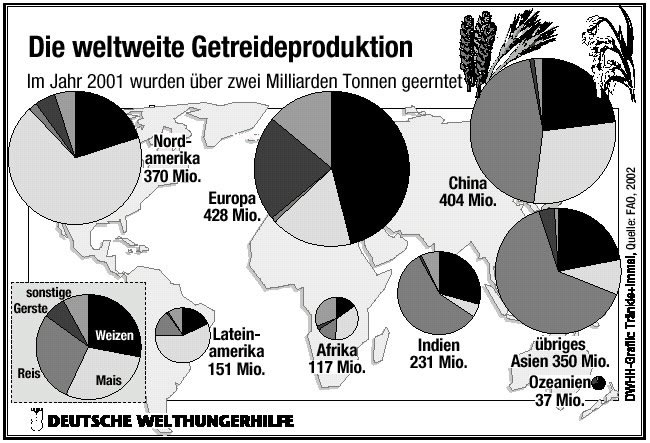 Die weltweite Getreideproduktion
Im Jahr 2001 wurden über zwei Milliarden Tonnen geerntet
Nord-
amerika
370 Mio.
Europa
428 Mio.
China
404 Mio.
Latein-
amerika
151 Mio.
Afrika
117 Mio.
Indien
231 Mio.
übriges
Asien 350 Mio.
Ozeanien
37 Mio.
sonstige
Gerste
Weizen
Reis
Mais
DEUTSCHE WELTHUNGERHILFE
DWHH-Grafik: Tränkle+Immel, Quelle: FAO, 2002